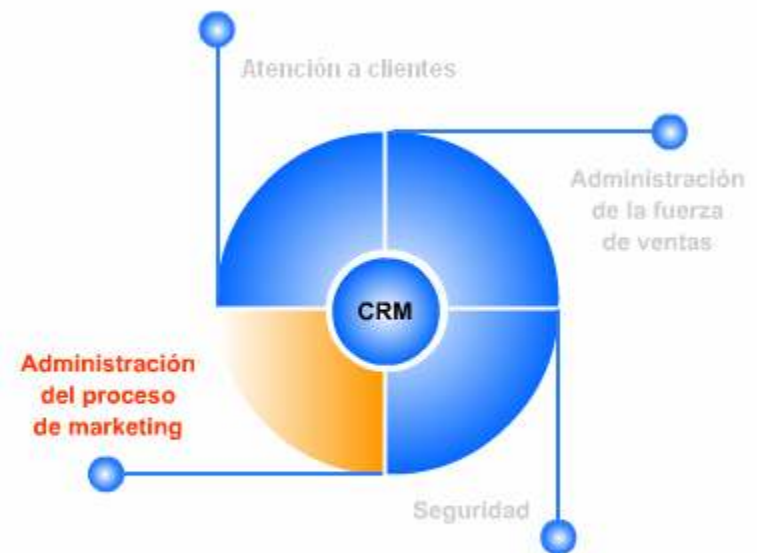 Atención a clientes
Administración
de la fuerza
de ventas
CRM
Administración
del proceso
de marketing
Seguridad